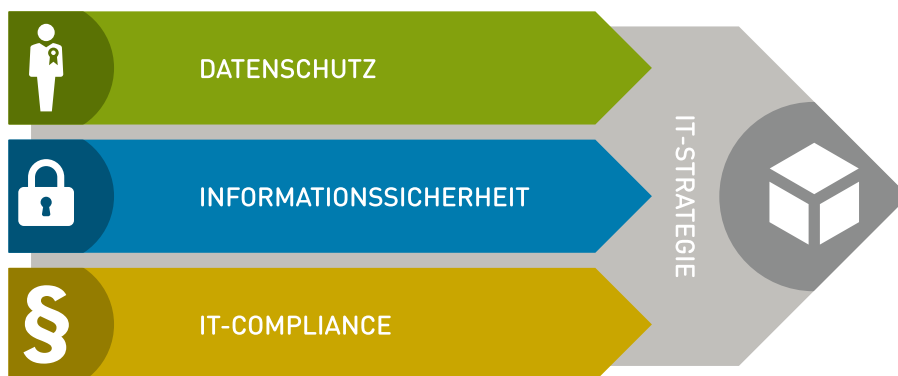 DATENSCHUTZ
INFORMATIONSSICHERHEIT
IT-COMPLIANCE
IT-STRATEGIE
§